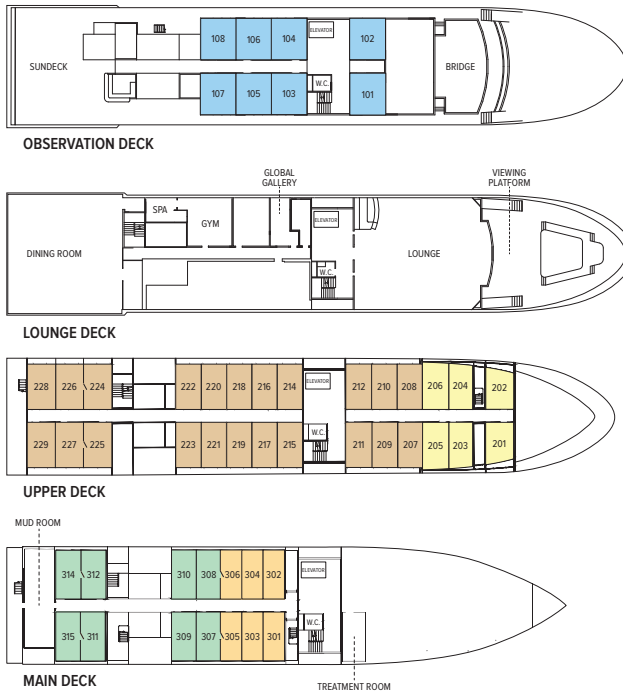 108 106 104 ELEVATOR 102
SUNDECK BRIDGE
W.C.
107 105 103 101
OBSERVATION DECK
GLOBAL
GALLERY
VIEWING
PLATFORM
SPA
GYM
ELEVATOR
DINING ROOM LOUNGE
W.C.
LOUNGE DECK
228 226 224 222 220 218 216 214 ELEVATOR 212 210 208 206 204 202
W.C.
229 227 225 223 221 219 217 215 211 209 207 205 203 201
UPPER DECK
MUD ROOM
314 312 310 308 306 304 302 ELEVATOR
W.C.
315 311 309 307 305 303 301
MAIN DECK
TREATMENT ROOM